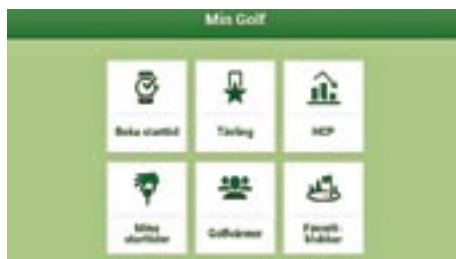 Min Golf
Boka starttid
Tävling
HCP
Mina
starttider
Golfvänner
Favorit-
klubbar